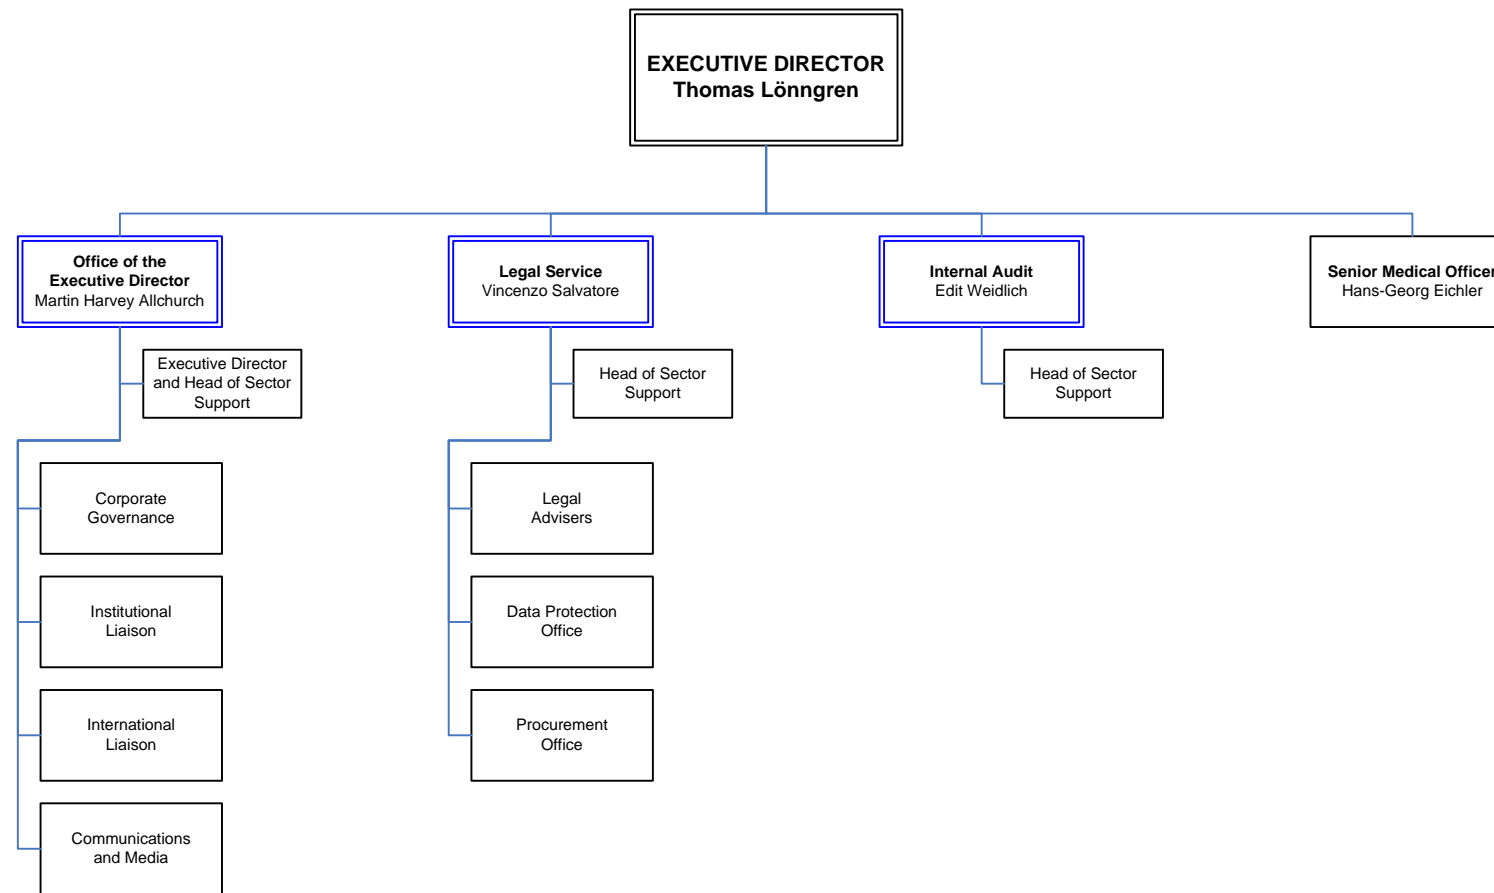 EXECUTIVE DIRECTOR
Thomas Lönngren
Office of the
Executive Director
Martin Harvey Allchurch
Legal Service
Vincenzo Salvatore
Internal Audit
Edit Weidlich
Senior Medical Officer
Hans-Georg Eichler
Executive Director
and Head of Sector
Support
Head of Sector
Support
Head of Sector
Support
Corporate
Governance
Legal
Advisers
Institutional
Liaison
Data Protection
Office
International
Liaison
Procurement
Office
Communications
and Media